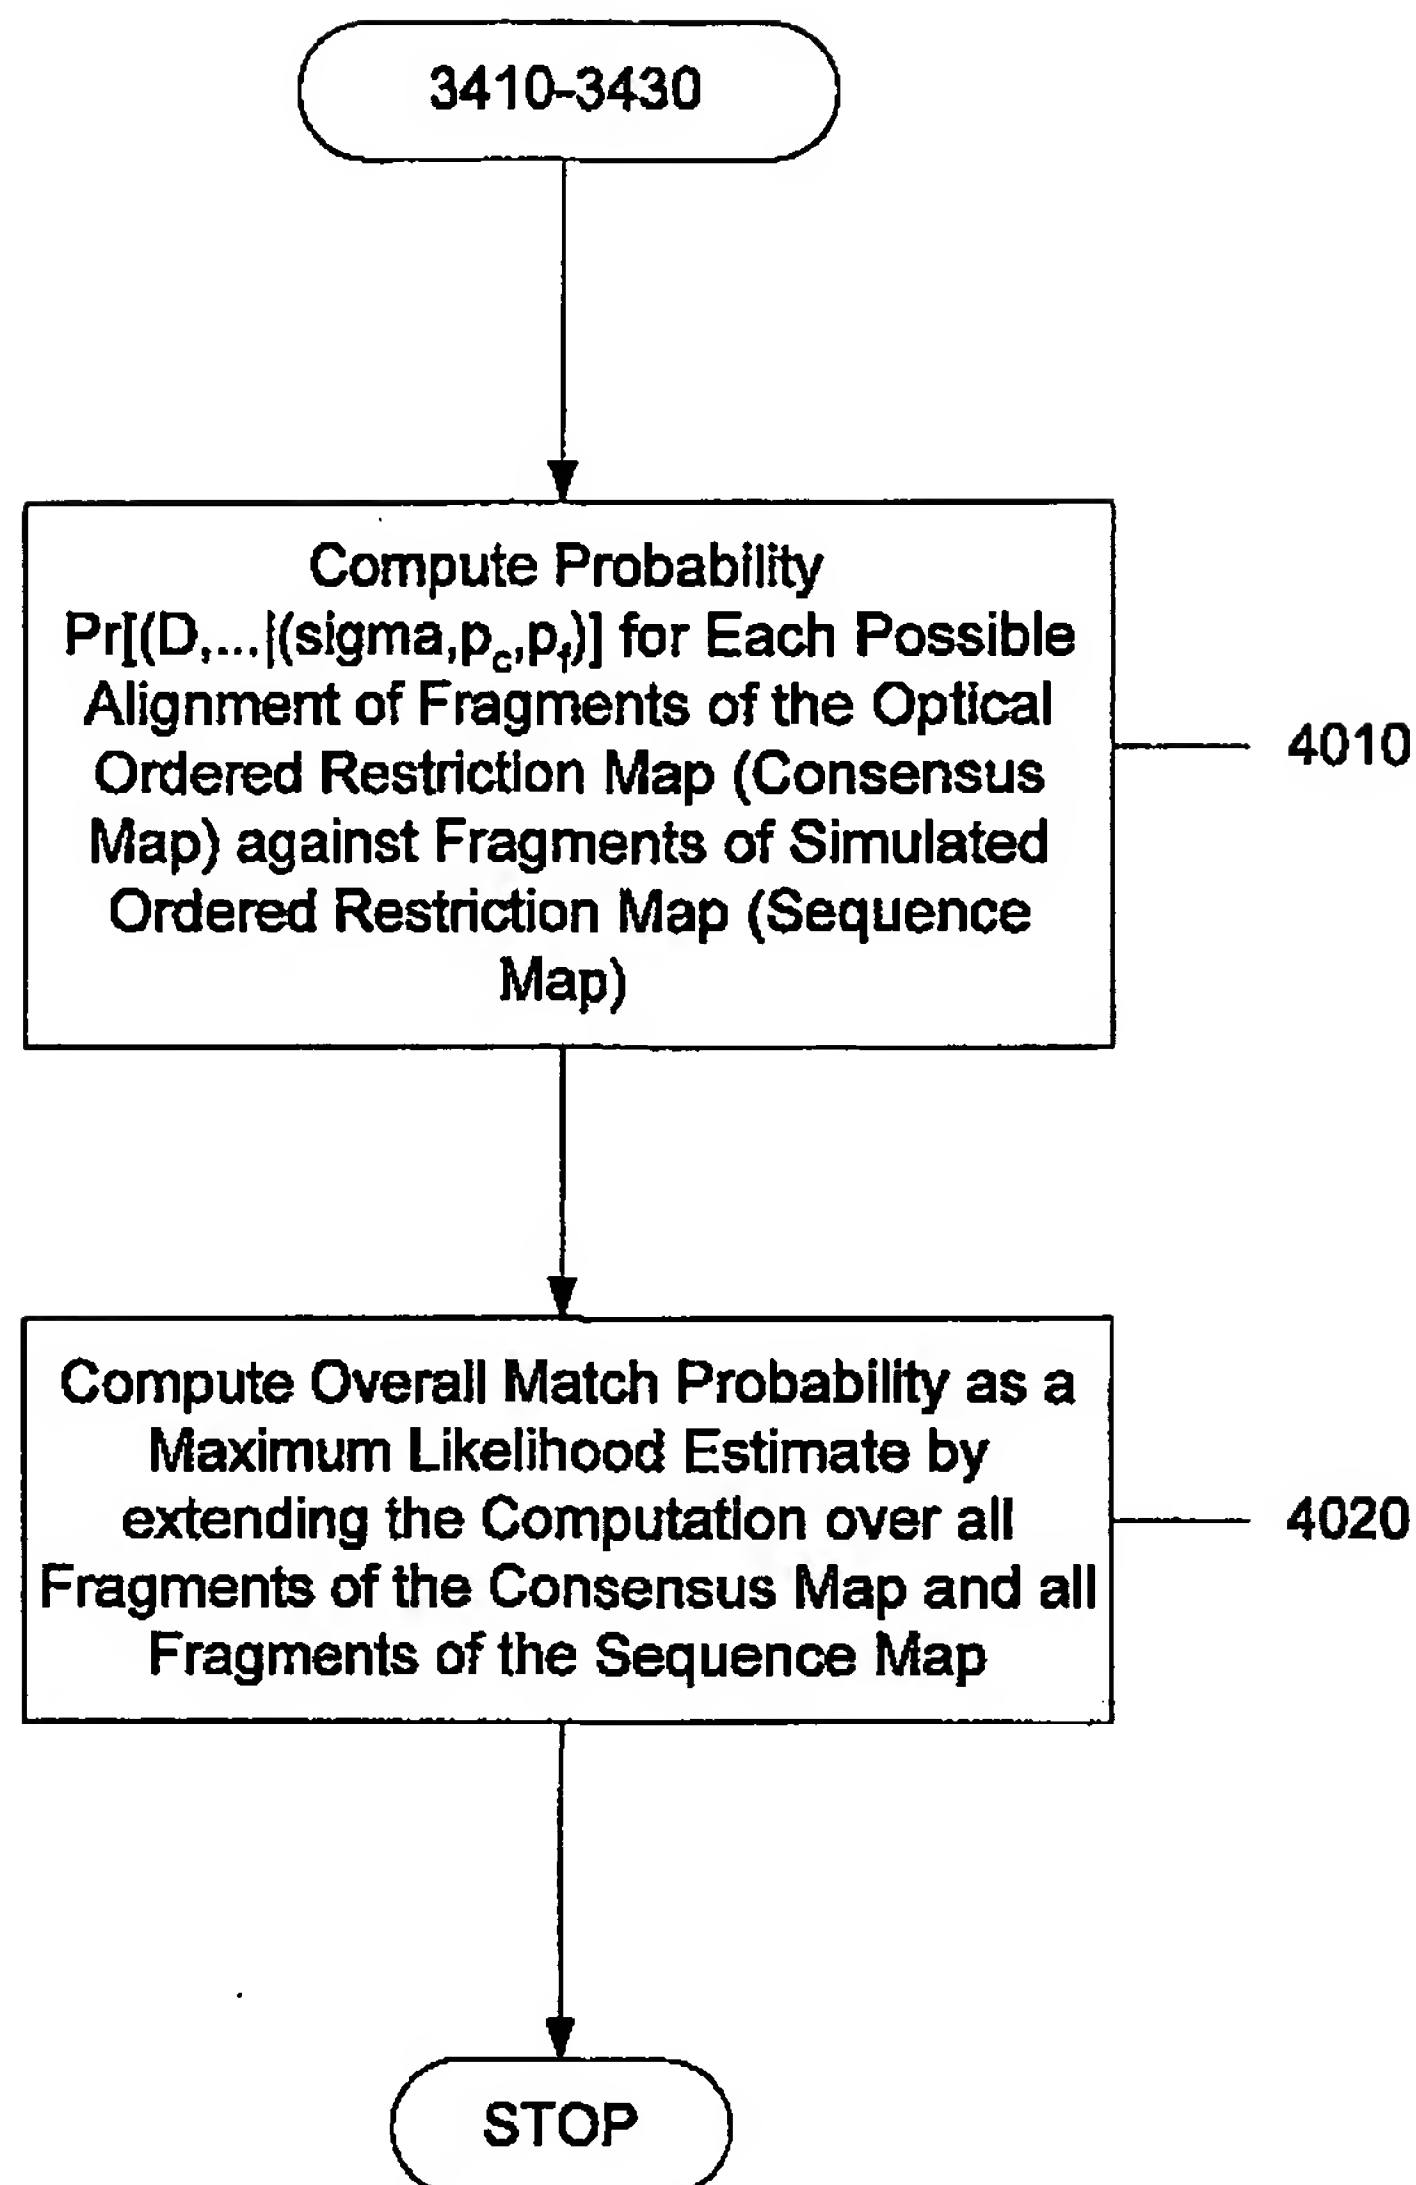 3410-3430
Compute Probability
Pr[(D,...|(sigma,p_c,p_f)] for Each Possible
Alignment of Fragments of the Optical
Ordered Restriction Map (Consensus
Map) against Fragments of Simulated
Ordered Restriction Map (Sequence
Map)
4010
Compute Overall Match Probability as a
Maximum Likelihood Estimate by
extending the Computation over all
Fragments of the Consensus Map and all
Fragments of the Sequence Map
4020
STOP